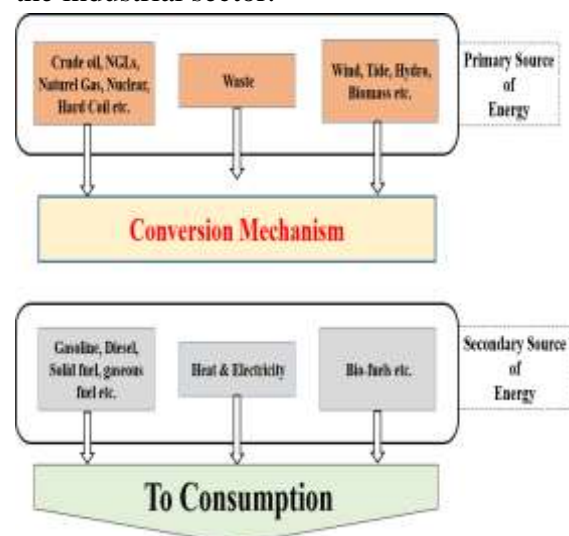 the industrial sector.
Crude oil, NGLs,
Naturel Gas, Nuclear,
Hard Coil etc.
Waste
Wind, Tide, Hydro,
Biomass etc.
Primary Source
of
Energy
Conversion Mechanism
Gasoline, Diesel,
Solid fuel, gaseous
fuel etc.
Heat & Electricity
Bio-fuels etc.
Secondary Source
of
Energy
To Consumption